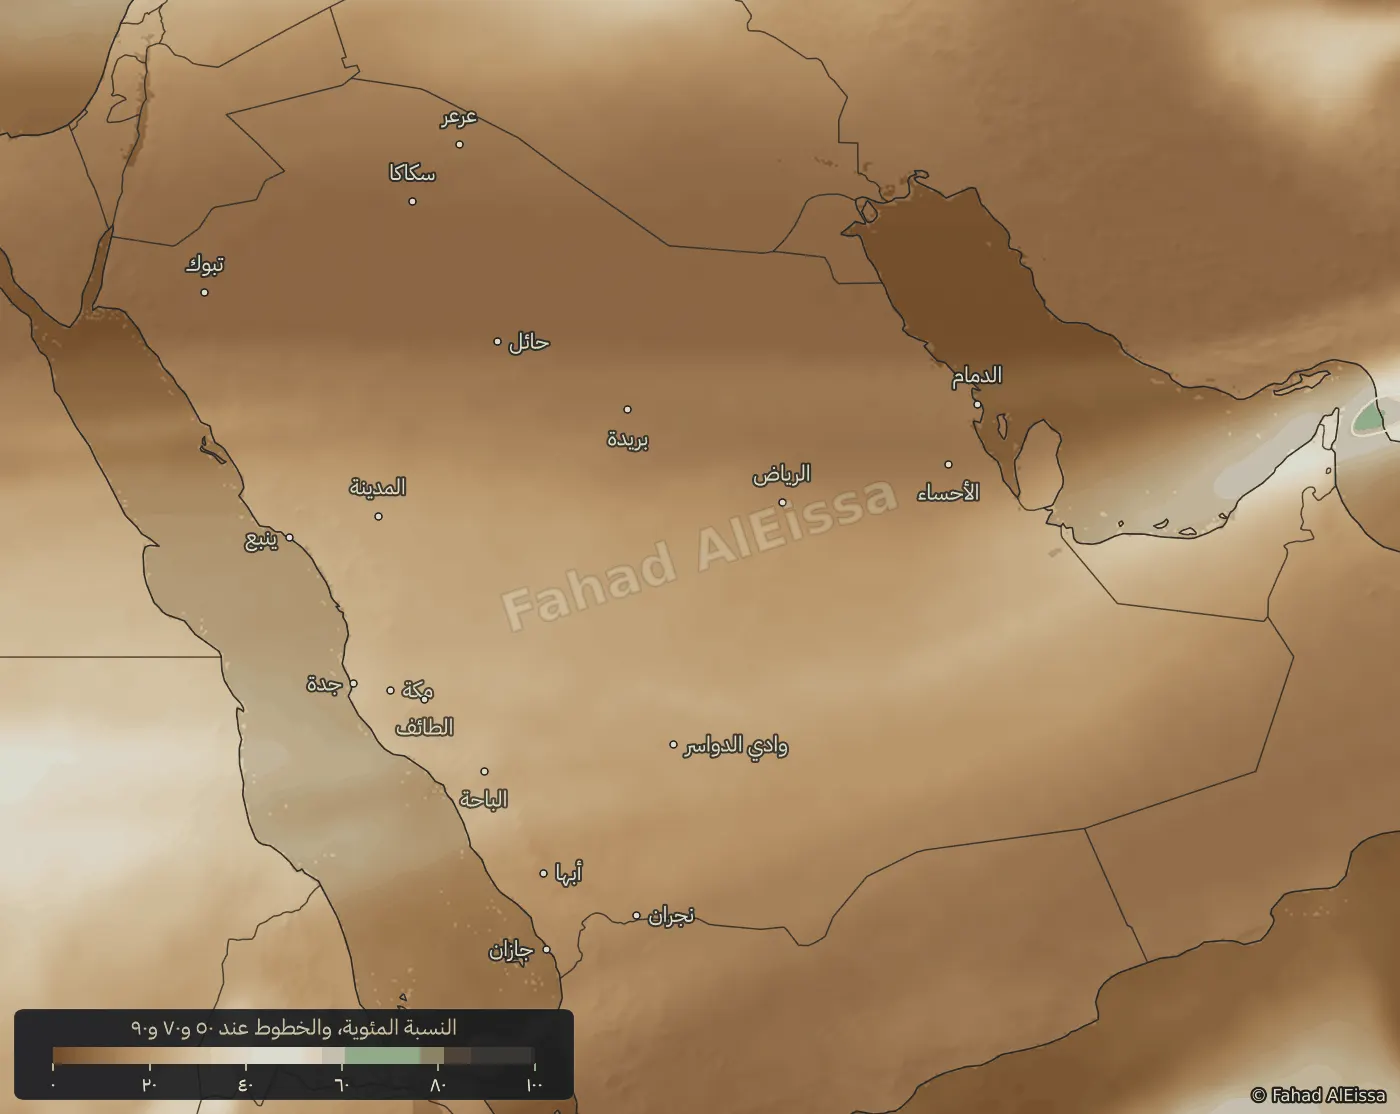 عرعر
سكاكا
تبوك
حائل
الدمام
بريدة
الرياض
الأحساء
المدينة
ينبع
Fahad AlEissa
جدة
مكة
الطائف
وادي الدواسر
الباحة
أبها
نجران
جازان
النسبة المئوية، والخطوط عند ٥٠ و٧٠ و٩٠
٠ ٢٠ ٤٠ ٦٠ ٨٠ ١٠٠
© Fahad AlEissa